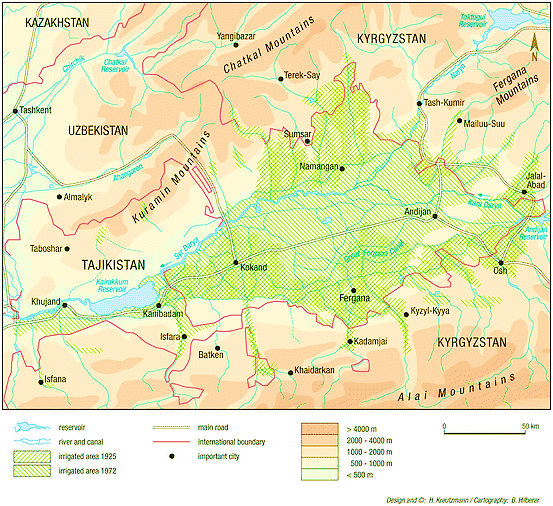 KAZAKHSTAN
Toktogul
Reservoir
Yangibazar
KYRGYZSTAN
Chatkal Mountains
Chirchik
Chatkal
Reservoir
Terek-Say
Naryn
N
Fergana
Mountains
Tashkent
Tash-Kumir
Mailuu-Suu
UZBEKISTAN
Sumsar
Ahangaran
Namangan
Kuramin Mountains
Jalal-
Abad
Almalyk
Kara Darya
Andijan
Andijan
Reservoir
Taboshar
Syr Darya
Great Fergana Canal
TAJIKISTAN
Kokand
Osh
Kairakkum
Reservoir
Fergana
Khujand
Kanibadam
Kyzyl-Kyya
Isfara
Batken
Kadamjai
KYRGYZSTAN
Isfana
Khaidarkan
Alai Mountains
reservoir
main road
> 4000 m
0 50 km
river and canal
international boundary
2000 - 4000 m
irrigated area 1925
important city
1000 - 2000 m
500 - 1000 m
irrigated area 1972
< 500 m
Design and ©: H. Kreutzmann / Cartography: B. Hilberer